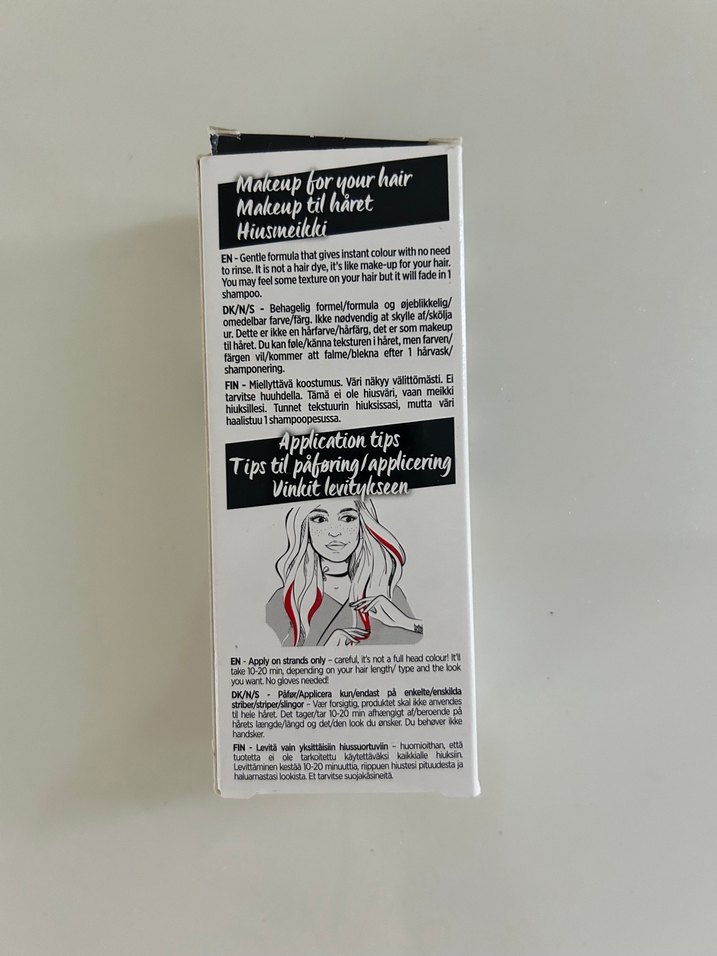 Makeup for your hair
Makeup til håret
Hiusmeikki
EN - Gentle formula that gives instant colour with no need
to rinse. It is not a hair dye, it's like make-up for your hair.
You may feel some texture on your hair but it will fade in 1
shampoo.
DK/N/S - Behagelig formel/formula og øjeblikkelig/
omedelbar farve/färg. Ikke nødvendig at skylle af/skölja
ur. Dette er ikke en hårfarve/hårfärg, det er som makeup
til håret. Du kan føle/känna teksturen i håret, men farven/
färgen vil/kommer att falme/blekna efter 1 hårvask/
shamponering.
FIN - Miellyttävä koostumus. Väri näkyy välittömästi. Ei
tarvitse huuhdella. Tämä ei ole hiusväri, vaan meikki
hiuksillesi. Tunnet tekstuurin hiuksissasi, mutta väri
haalistuu 1 shampoopesussa.
Application tips
Tips til påføring/applicering
Vinkit levitykseen
EN - Apply on strands only – careful, it's not a full head colour! It'll
take 10-20 min, depending on your hair length/ type and the look
you want. No gloves needed!
DK/N/S - Påfør/Applicera kun/endast på enkelte/enskilda
striber/striper/slingor – Vær forsigtig, produktet skal ikke anvendes
til hele håret. Det tager/tar 10-20 min afhængigt af/beroende på
hårets længde/längd og det/den look du ønsker. Du behøver ikke
handsker.
FIN - Levitä vain yksittäisiin hiussuortuviin – huomioithan, että
tuotetta ei ole tarkoitettu käytettäväksi kaikkialle hiuksiin.
Levittäminen kestää 10-20 minuuttia, riippuen hiustesi pituudesta ja
haluamastasi lookista. Et tarvitse suojakäsineitä.